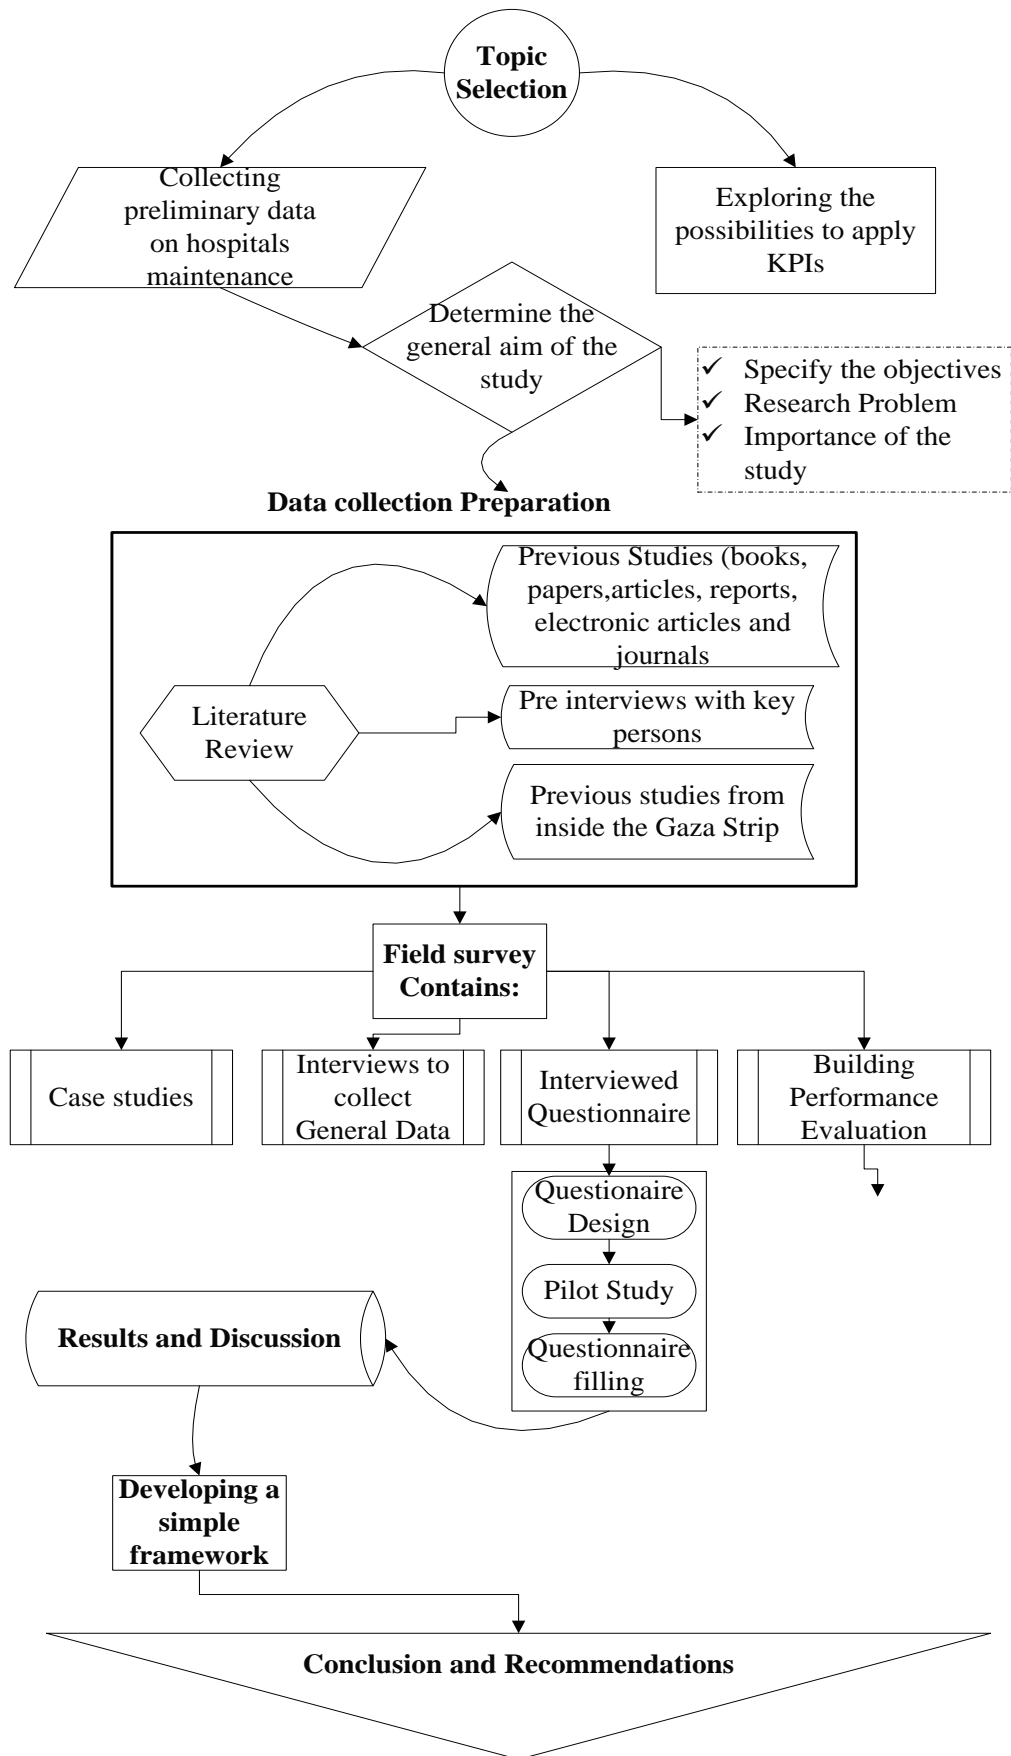 Topic
Selection
Collecting
preliminary data
on hospitals
maintenance
Exploring the
possibilities to apply
KPIs
Determine the
general aim of the
study
✓ Specify the objectives
✓ Research Problem
✓ Importance of the
study
Data collection Preparation
Previous Studies (books,
papers,articles, reports,
electronic articles and
journals
Literature
Review
Pre interviews with key
persons
Previous studies from
inside the Gaza Strip
Field survey
Contains:
Case studies
Interviews to
collect
General Data
Interviewed
Questionnaire
Building
Performance
Evaluation
Questionaire
Design
Pilot Study
Questionnaire
filling
Results and Discussion
Developing a
simple
framework
Conclusion and Recommendations